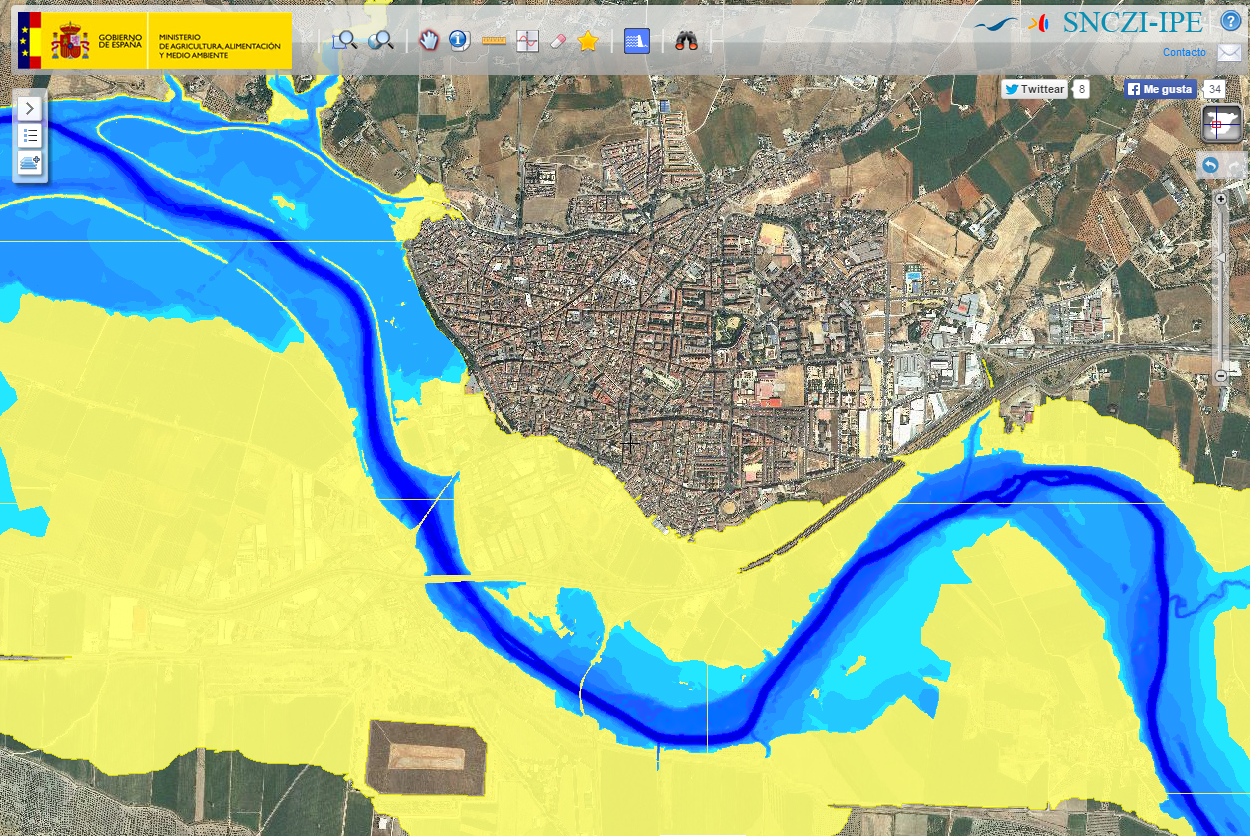 GOBIERNO
DE ESPAÑA
MINISTERIO
DE AGRICULTURA, ALIMENTACIÓN
Y MEDIO AMBIENTE
SNCZI-IPE
?
Contacto
Twittear
8
Me gusta
34